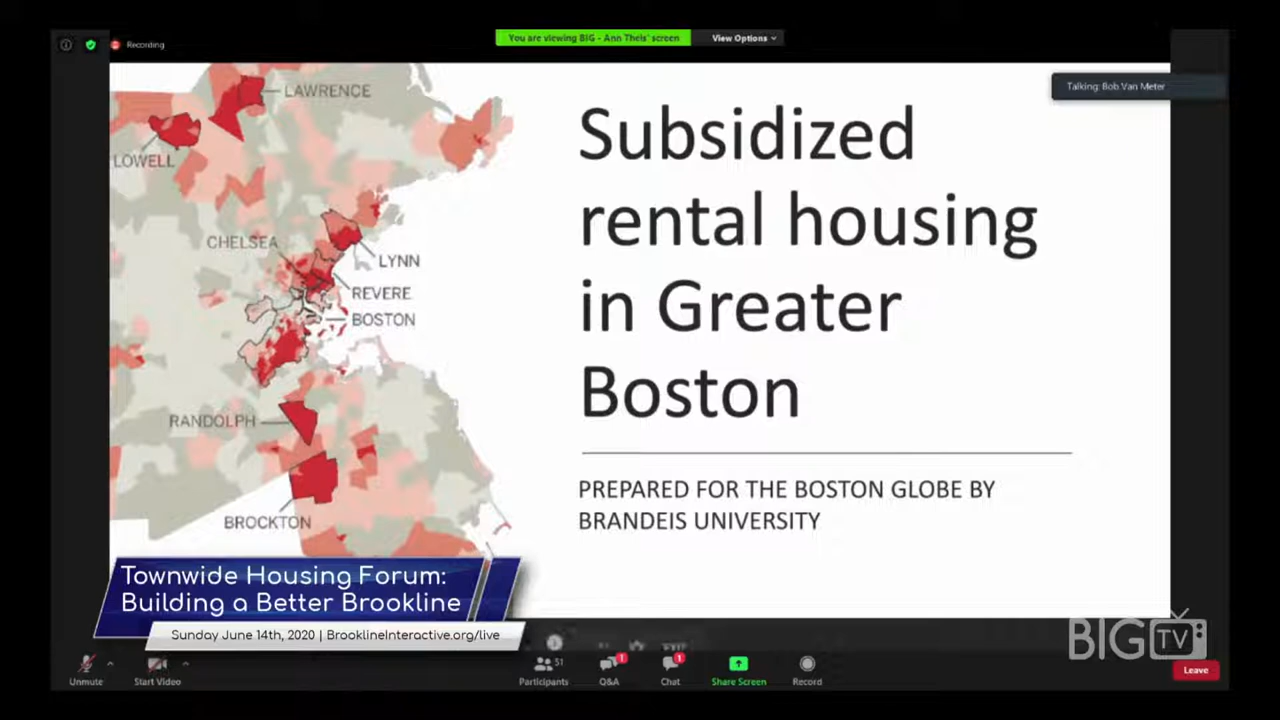 Recording
You are viewing BIG - Ann Theis' screen
View Options
Talking: Bob Van Meter
LAWRENCE
LOWELL
CHELSEA
LYNN
REVERE
BOSTON
RANDOLPH
BROCKTON
Subsidized
rental housing
in Greater
Boston
PREPARED FOR THE BOSTON GLOBE BY
BRANDEIS UNIVERSITY
Townwide Housing Forum:
Building a Better Brookline
Sunday June 14th, 2020 | BrooklineInteractive.org/live
BIG TV
Unmute
Start Video
51
Participants
1
Q&A
1
Chat
Share Screen
Record
Leave